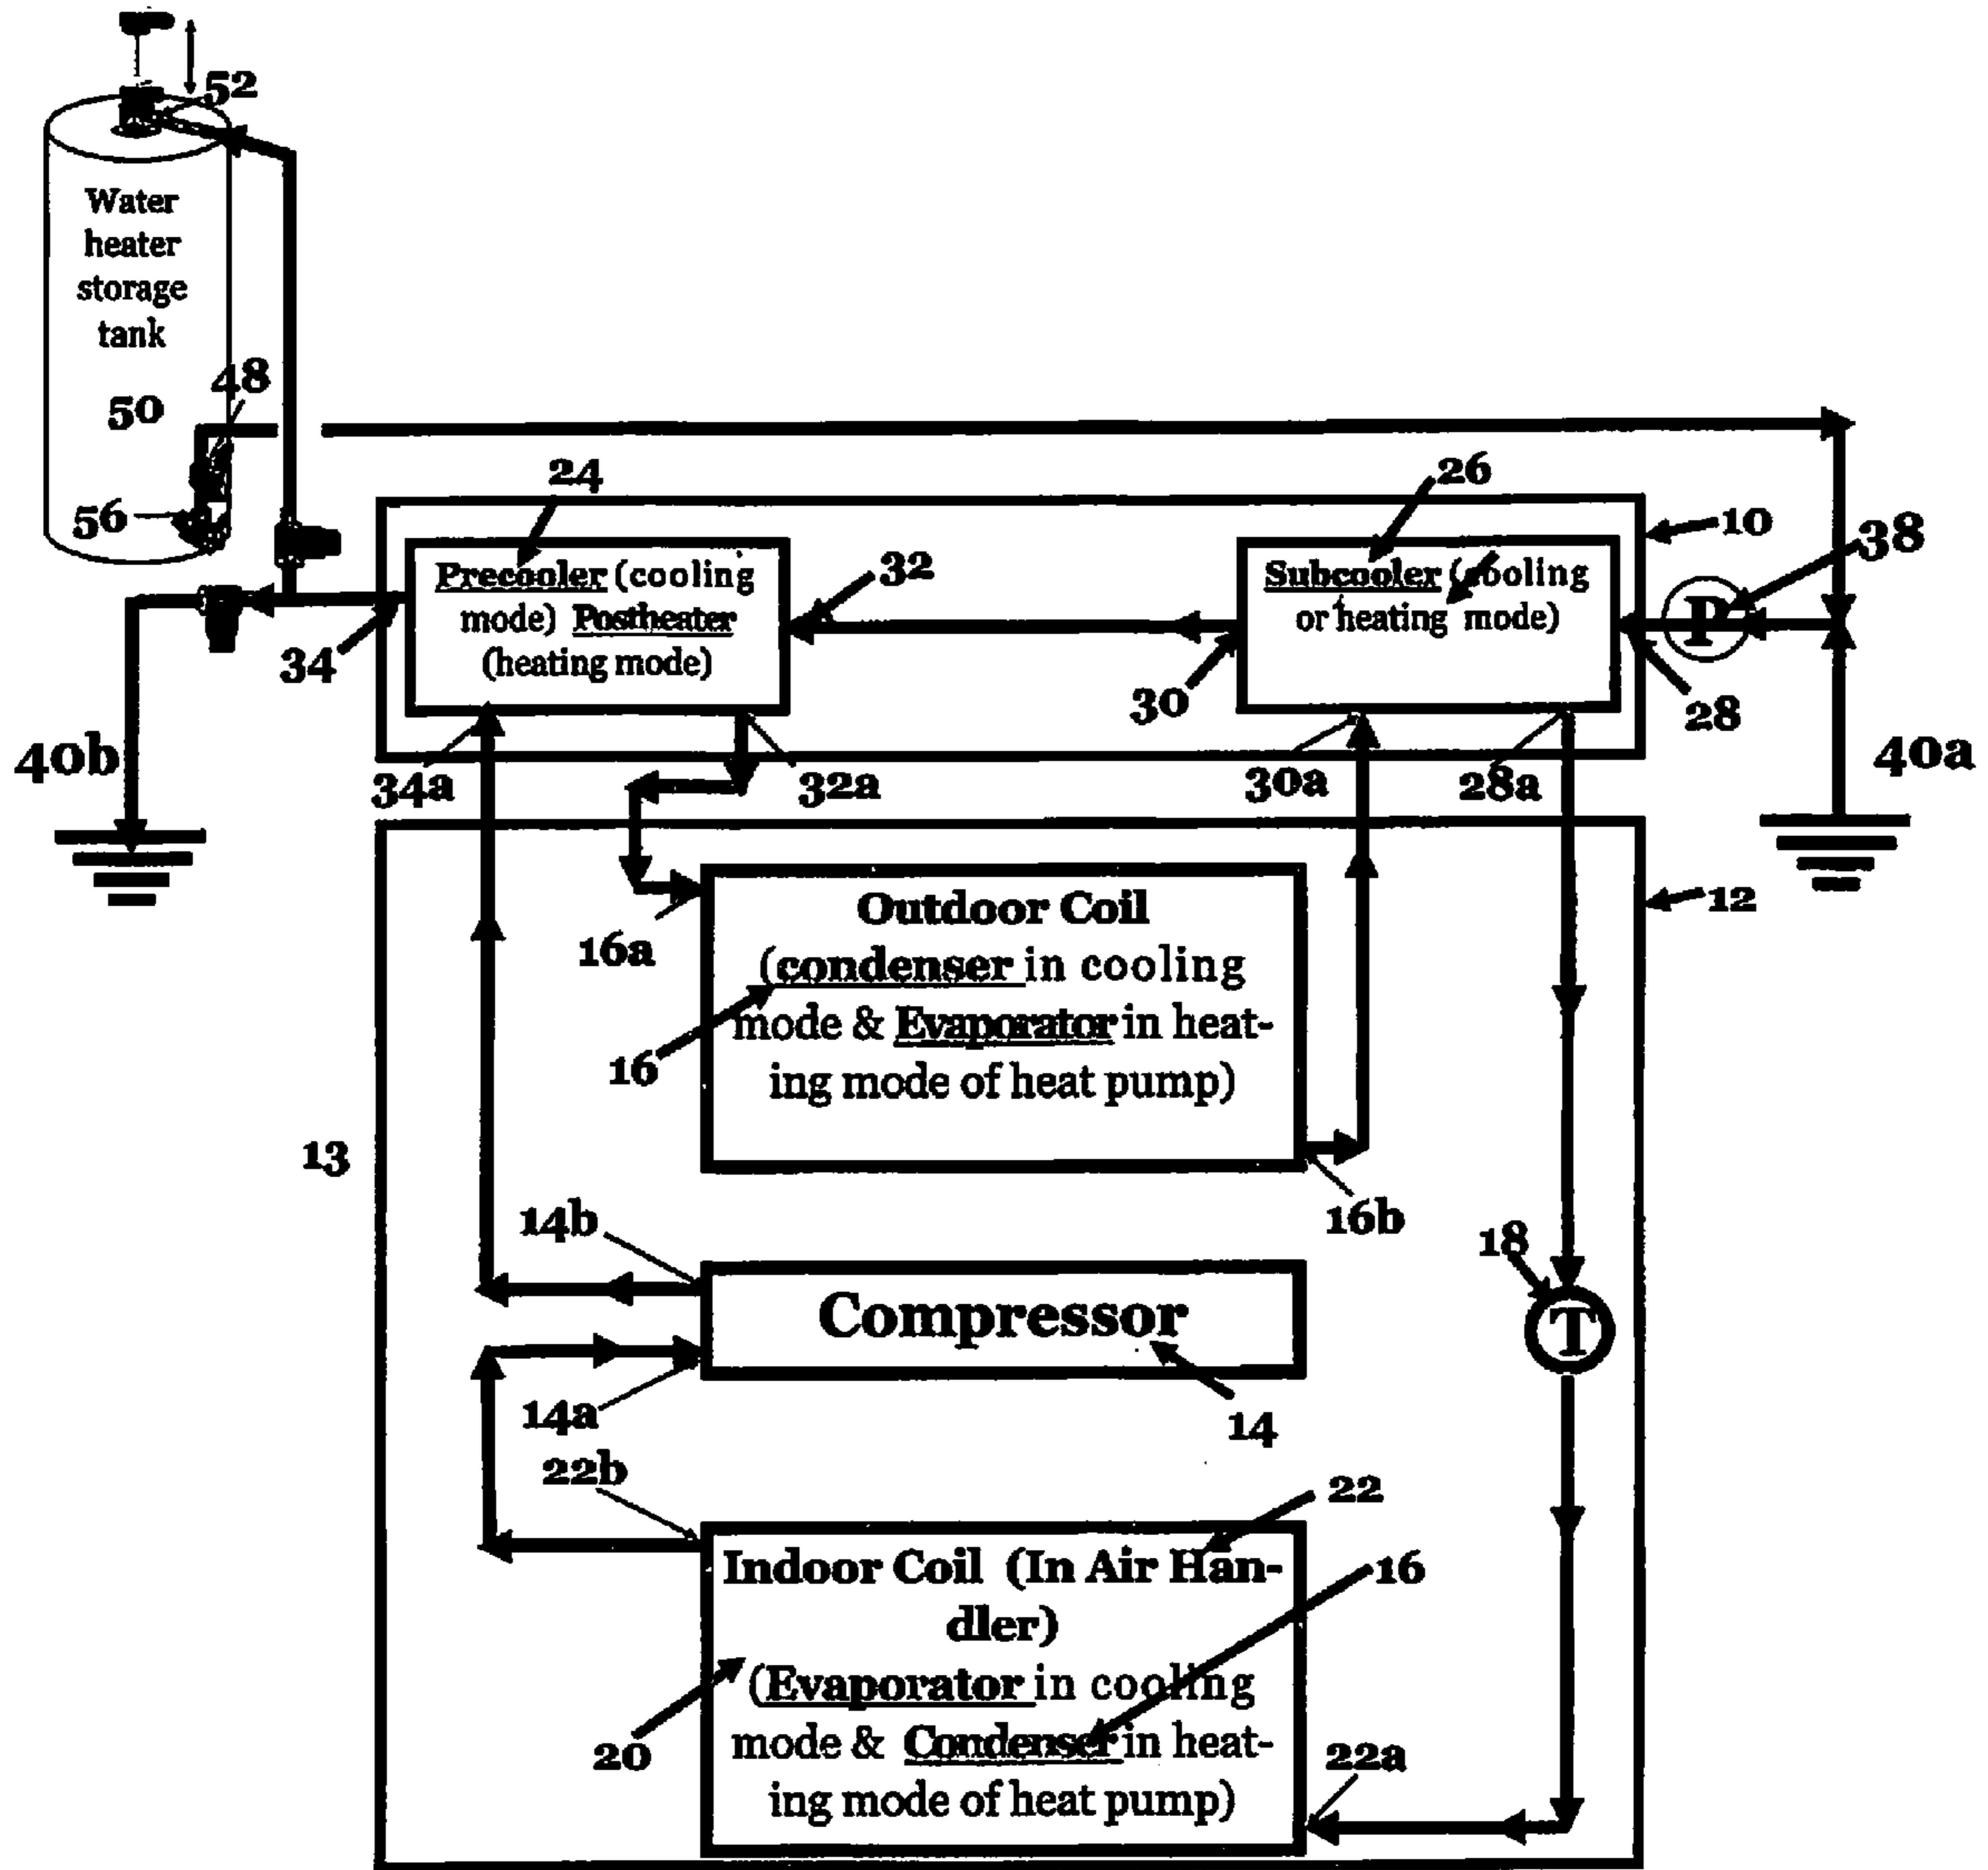 52
Water
heater
storage
tank
48
50
56
24
26
10
38
Precooler (cooling
mode) Postheater
(heating mode)
32
Subcooler (cooling
or heating mode)
P
34
30
28
40b
40a
34a
32a
30a
28a
12
Outdoor Coil
(condenser in cooling
mode & Evaporator in heat-
ing mode of heat pump)
16a
16
13
16b
14b
18
Compressor
T
14a
14
22b
22
Indoor Coil (In Air Han-
dler)
(Evaporator in cooling
mode & Condenser in heat-
ing mode of heat pump)
16
20
22a